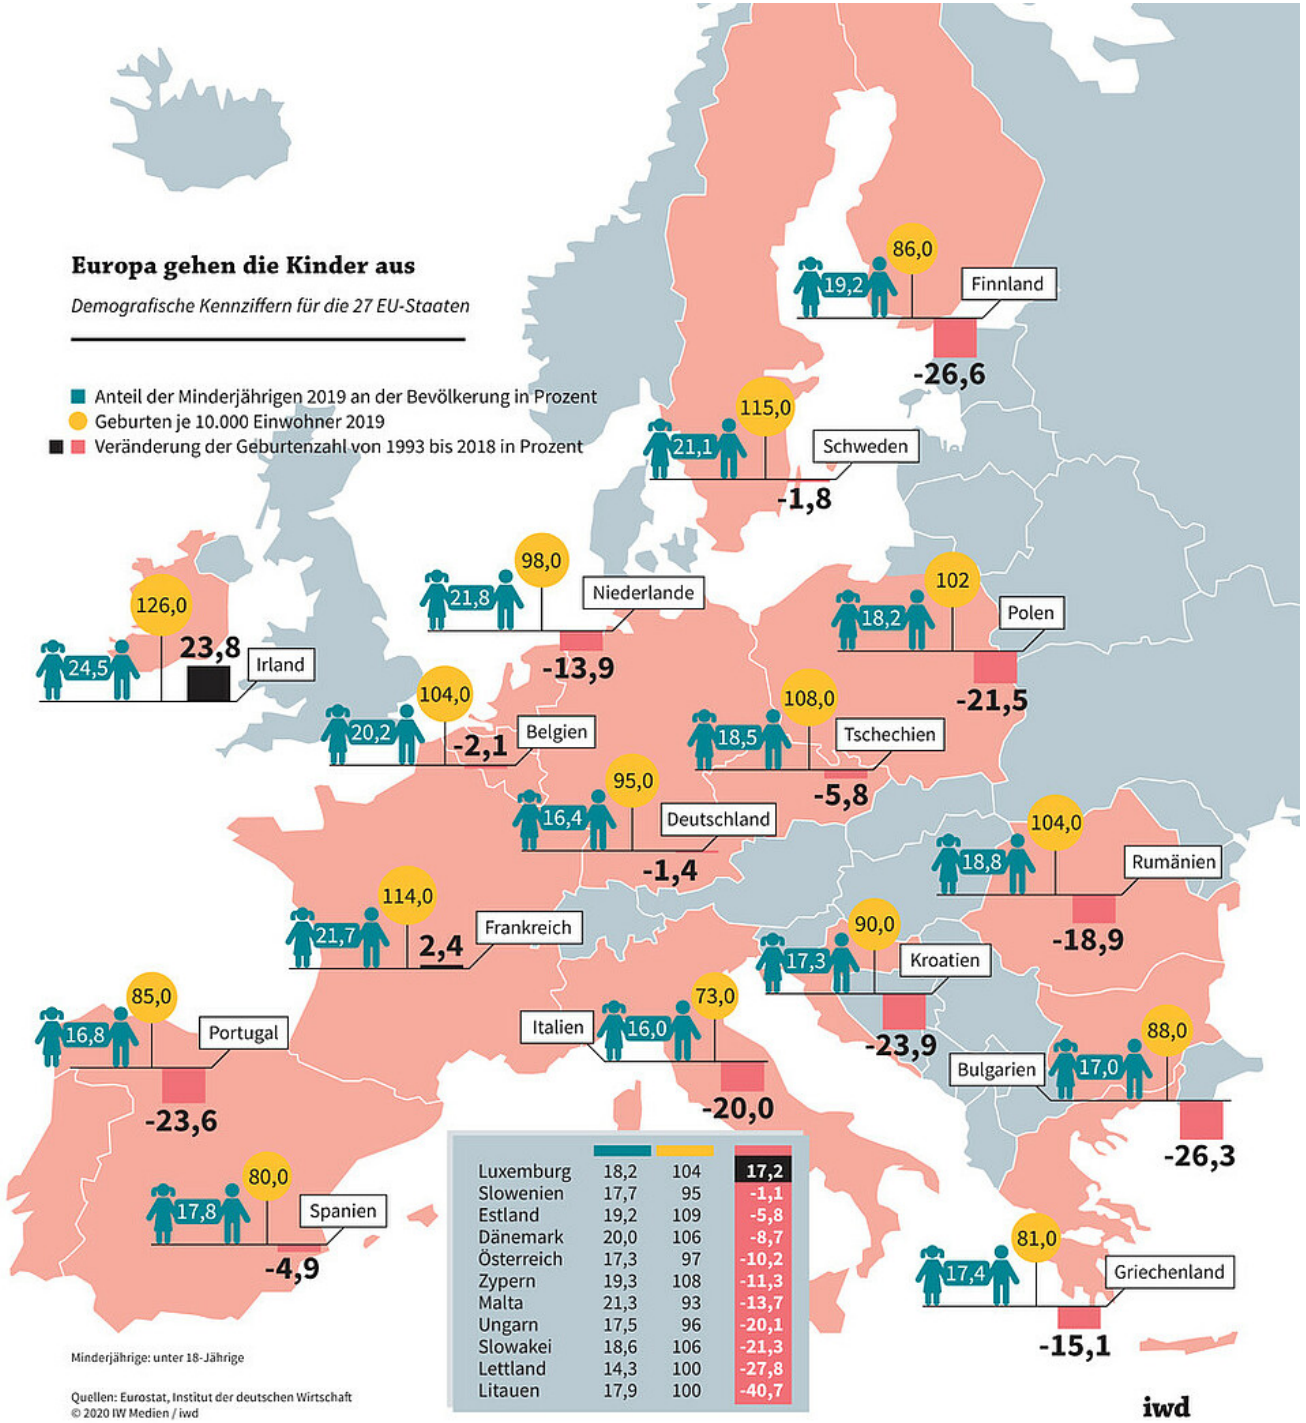 Europa gehen die Kinder aus
Demografische Kennziffern für die 27 EU-Staaten
Anteil der Minderjährigen 2019 an der Bevölkerung in Prozent
Geburten je 10.000 Einwohner 2019
Veränderung der Geburtenzahl von 1993 bis 2018 in Prozent
86,0
19,2
Finnland
-26,6
115,0
21,1
Schweden
-1,8
98,0
21,8
Niederlande
-13,9
102
18,2
Polen
-21,5
126,0
23,8
24,5
Irland
104,0
20,2
-2,1
Belgien
108,0
18,5
Tschechien
-5,8
95,0
16,4
Deutschland
-1,4
104,0
18,8
Rumänien
-18,9
114,0
21,7
2,4
Frankreich
90,0
17,3
Kroatien
-23,9
85,0
16,8
Portugal
-23,6
73,0
Italien
16,0
-20,0
88,0
Bulgarien
17,0
-26,3
80,0
17,8
Spanien
-4,9
81,0
17,4
Griechenland
-15,1
Luxemburg 18,2 104 17,2
Slowenien 17,7 95 -1,1
Estland 19,2 109 -5,8
Dänemark 20,0 106 -8,7
Österreich 17,3 97 -10,2
Zypern 19,3 108 -11,3
Malta 21,3 93 -13,7
Ungarn 17,5 96 -20,1
Slowakei 18,6 106 -21,3
Lettland 14,3 100 -27,8
Litauen 17,9 100 -40,7
Minderjährige: unter 18-Jährige
Quellen: Eurostat, Institut der deutschen Wirtschaft
© 2020 IW Medien / iwd
iwd